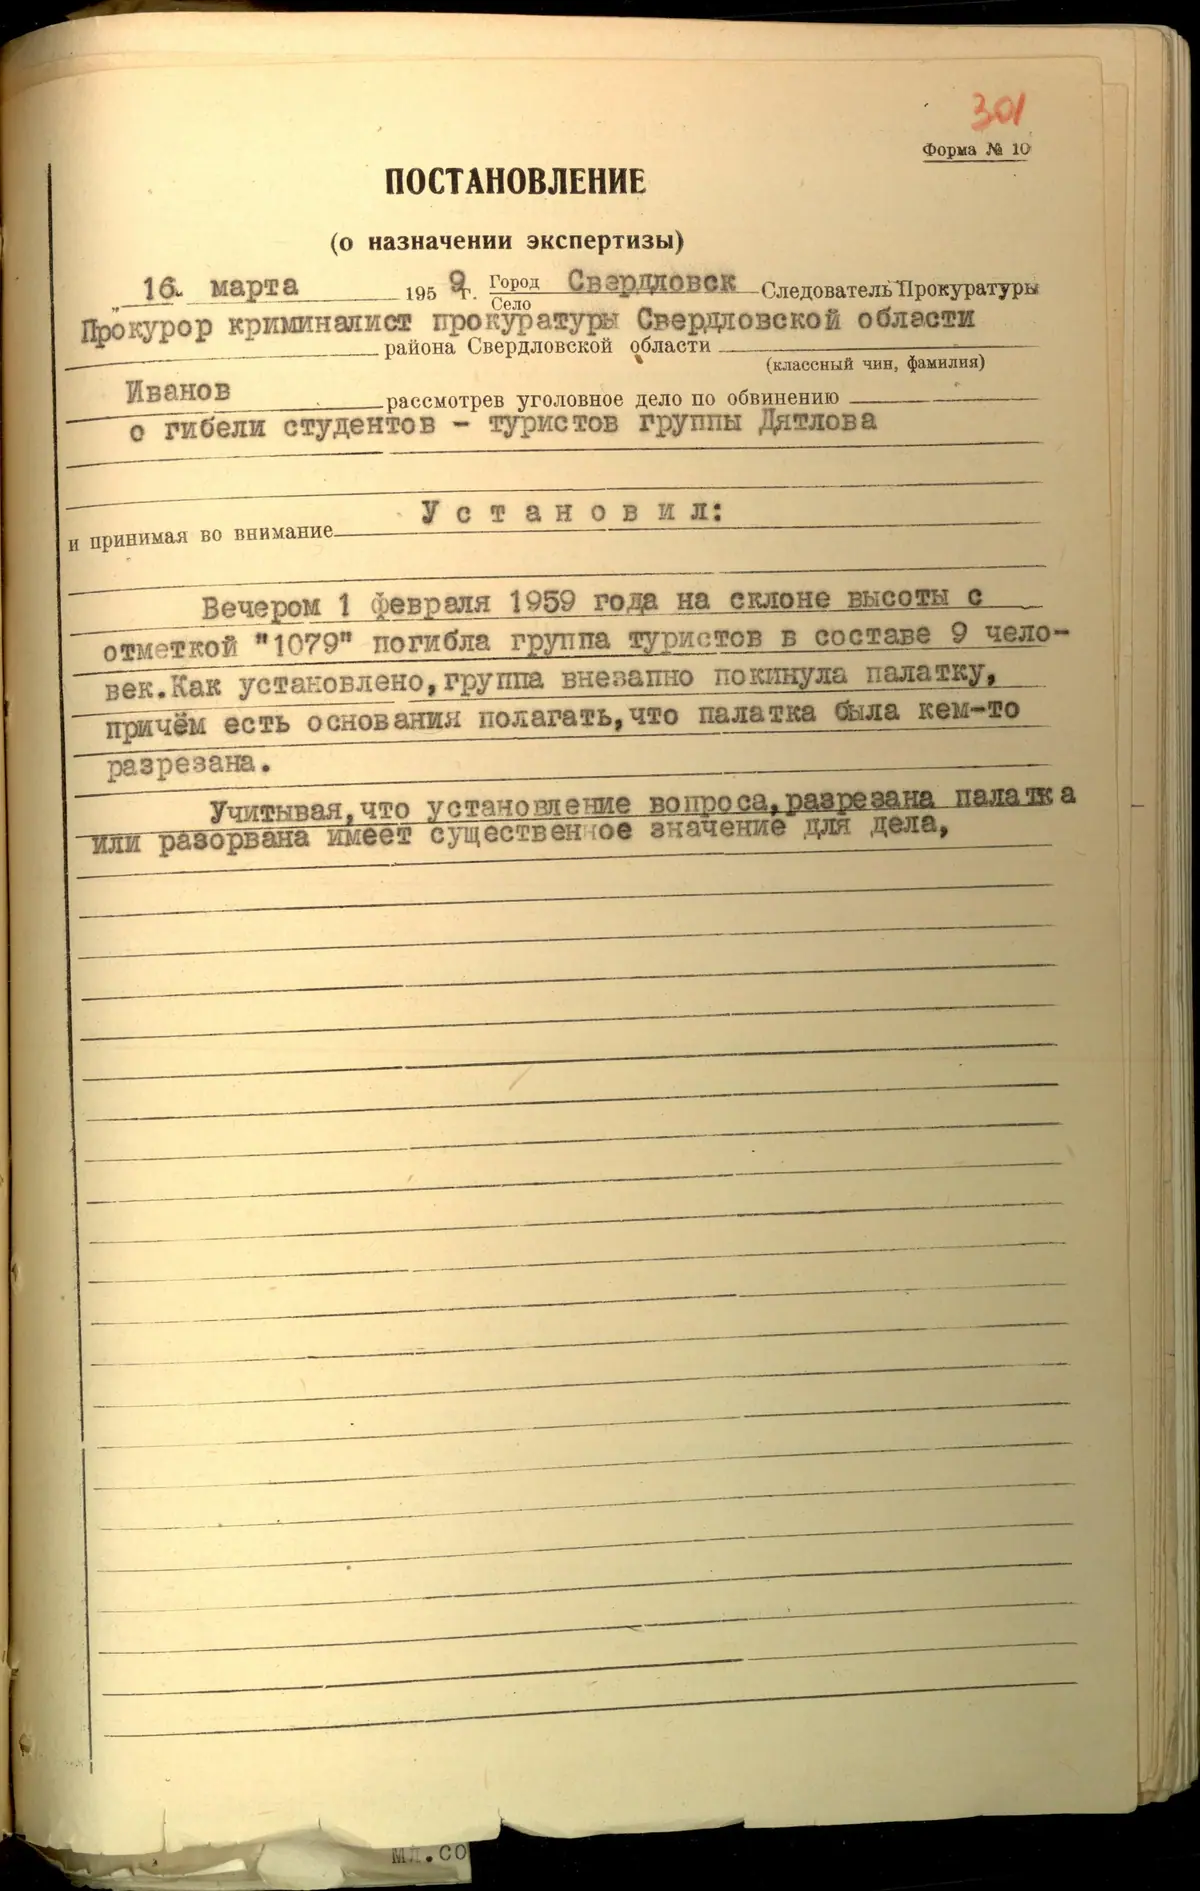 301
Форма № 10
ПОСТАНОВЛЕНИЕ
(о назначении экспертизы)
16. марта 1959 г. Город Село Свердловск Следователь Прокуратуры
Прокурор криминалист прокуратуры Свердловской области
района Свердловской области
(классный чин, фамилия)
Иванов рассмотрев уголовное дело по обвинению
о гибели студентов - туристов группы Дятлова
Установил:
и принимая во внимание
Вечером 1 февраля 1959 года на склоне высоты с
отметкой "1079" погибла группа туристов в составе 9 чело-
век.Как установлено,группа внезапно покинула палатку,
причём есть основания полагать,что палатка была кем-то
разрезана.
Учитывая,что установление вопроса,разрезана палатка
или разорвана имеет существенное значение для дела,
мл.со